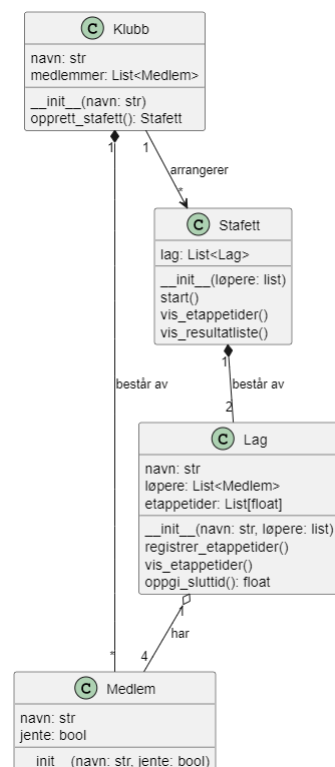 C Klubb
navn: str
medlemmer: List<Medlem>
__init__(navn: str)
opprett_stafett(): Stafett
1 1
arrangerer
*
C Stafett
lag: List<Lag>
__init__(løpere: list)
start()
vis_etappetider()
vis_resultatliste()
1
består av består av
2
C Lag
navn: str
løpere: List<Medlem>
etappetider: List[float]
__init__(navn: str, løpere: list)
registrer_etappetider()
vis_etappetider()
oppgi_sluttid(): float
1
har
* 4
C Medlem
navn: str
jente: bool
__init__(navn: str, jente: bool)